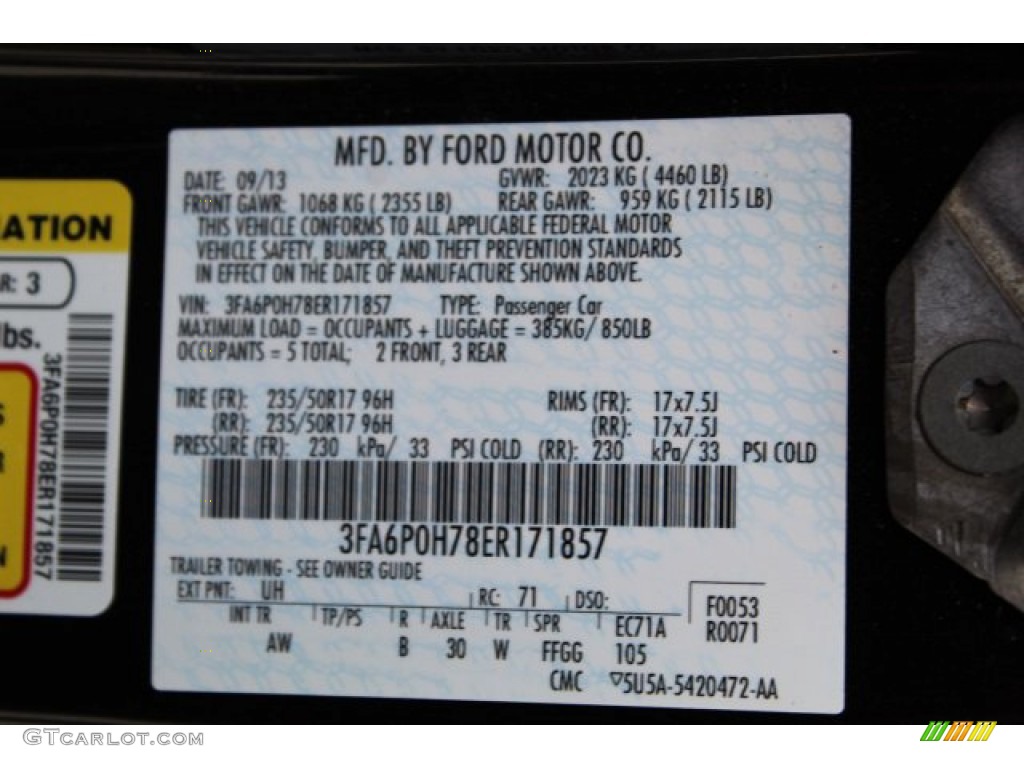 MFD. BY FORD MOTOR CO.
DATE: 09/13 GVWR: 2023 KG ( 4460 LB)
FRONT GAWR: 1068 KG ( 2355 LB) REAR GAWR: 959 KG ( 2115 LB)
THIS VEHICLE CONFORMS TO ALL APPLICABLE FEDERAL MOTOR
VEHICLE SAFETY, BUMPER, AND THEFT PREVENTION STANDARDS
IN EFFECT ON THE DATE OF MANUFACTURE SHOWN ABOVE.
VIN: 3FA6P0H78ER171857 TYPE: Passenger Car
MAXIMUM LOAD = OCCUPANTS + LUGGAGE = 385KG/ 850LB
OCCUPANTS = 5 TOTAL; 2 FRONT, 3 REAR
TIRE (FR): 235/50R17 96H RIMS (FR): 17x7.5J
(RR): 235/50R17 96H (RR): 17x7.5J
PRESSURE (FR): 230 kPa/ 33 PSI COLD (RR): 230 kPa/ 33 PSI COLD
3FA6P0H78ER171857
TRAILER TOWING - SEE OWNER GUIDE
EXT PNT: UH RC: 71 DSO: F0053
INT TR TP/PS R AXLE TR SPR EC71A R0071
AW B 30 W FFGG 105
CMC ▽5U5A-5420472-AA
ATION
R: 3
lbs.
3FA6P0H78ER171857
S
R
N
GTCARLOT.COM